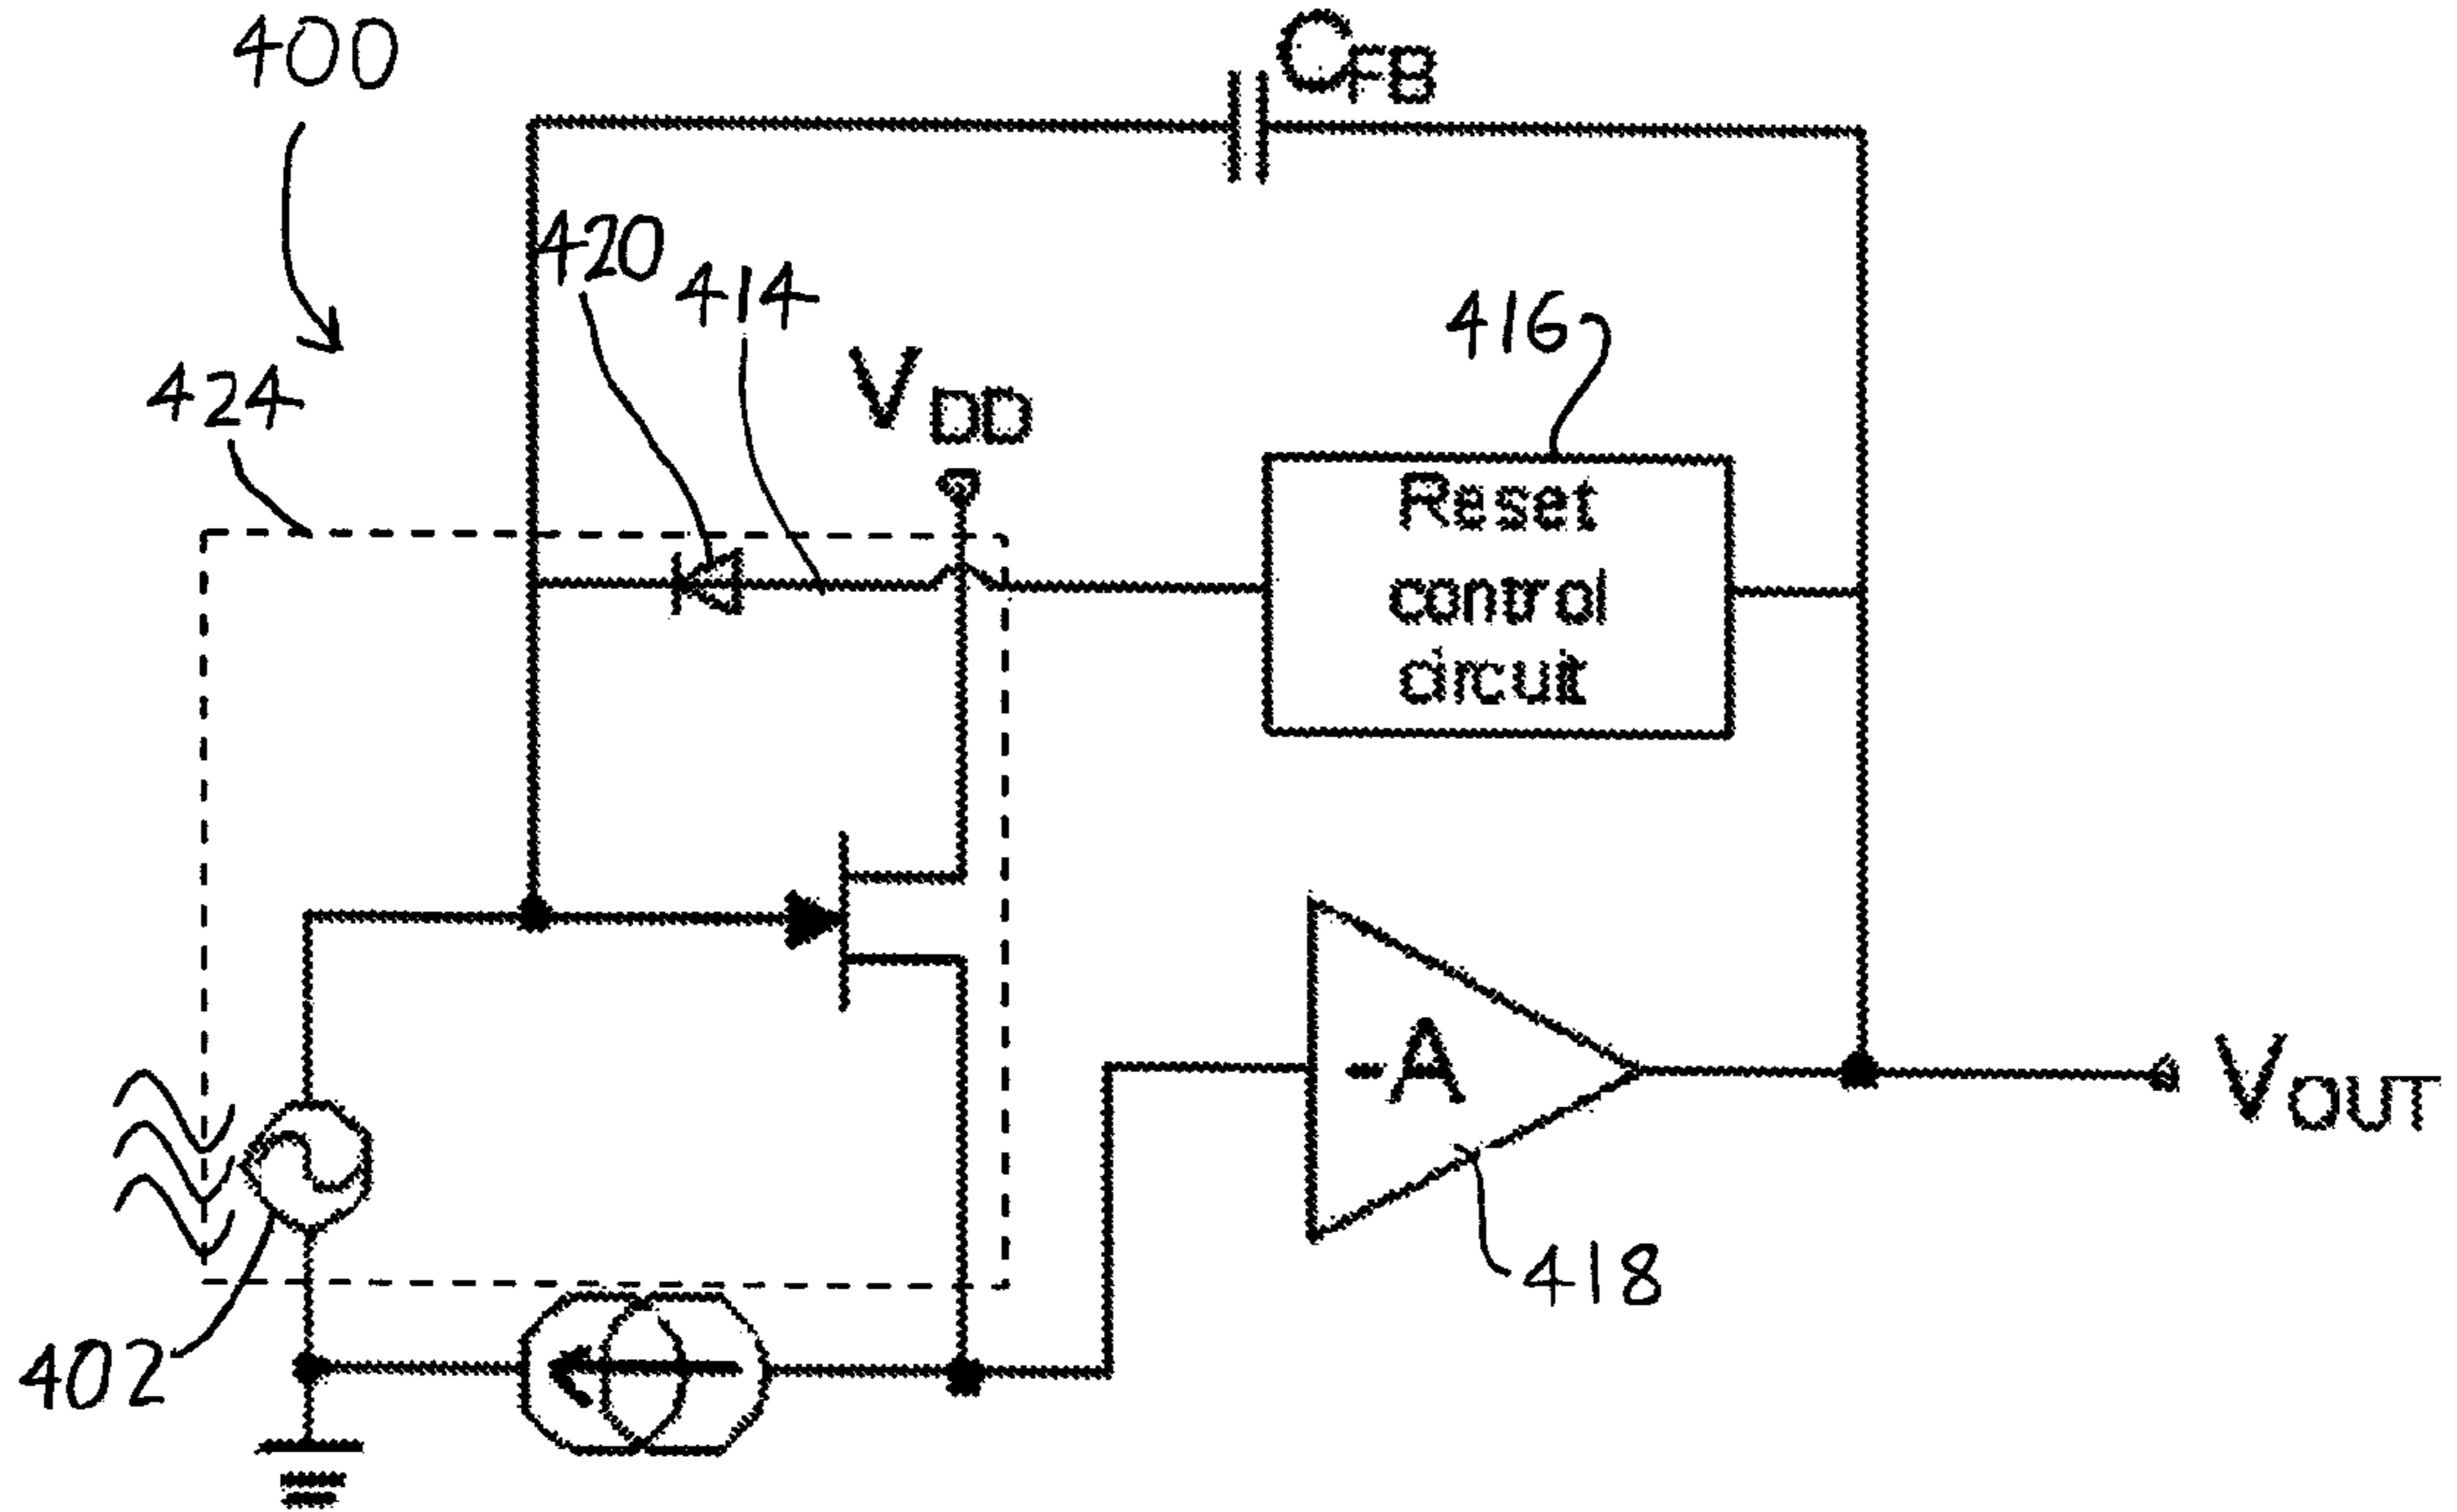 400
CFB
420
414
416
424
VDD
Reset
control
circuit
-A
VOUT
418
402